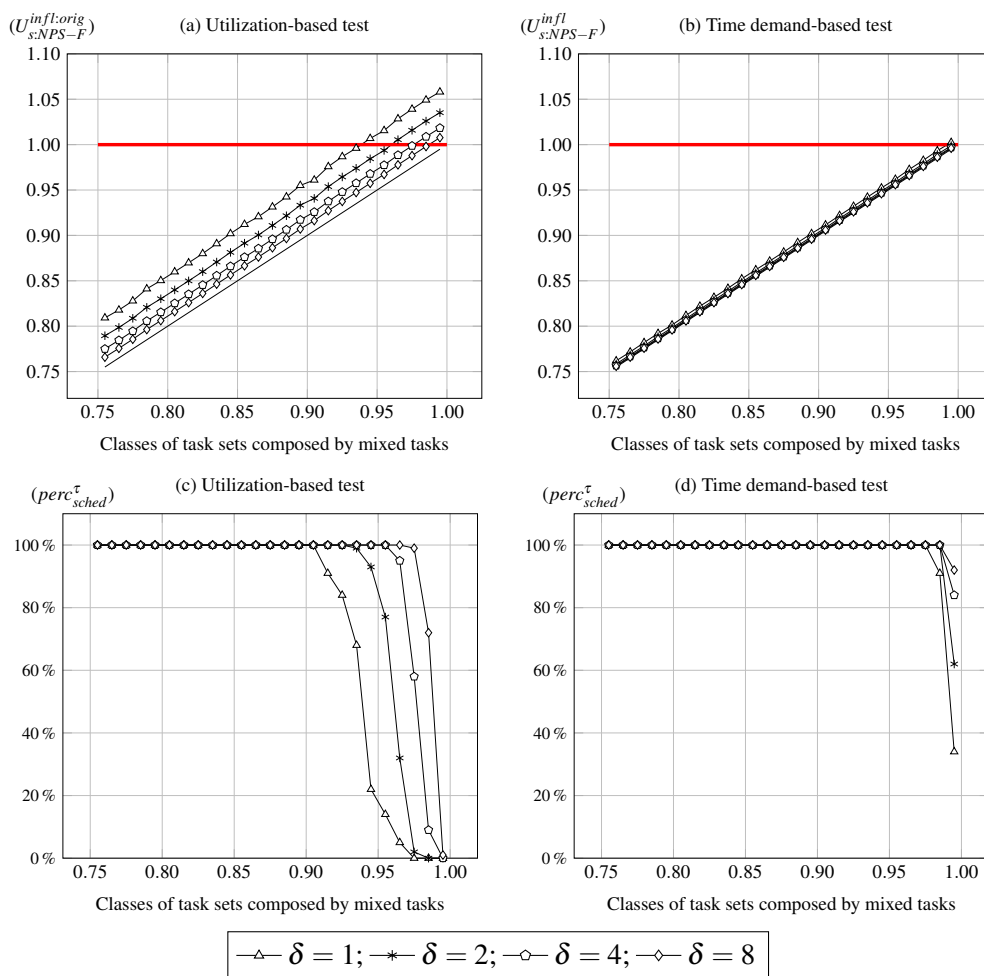 (U^{infl:orig}_{s:NPS−F}) (a) Utilization-based test
1.10
1.05
1.00
0.95
0.90
0.85
0.80
0.75
0.75 0.80 0.85 0.90 0.95 1.00
Classes of task sets composed by mixed tasks
(U^{infl}_{s:NPS−F}) (b) Time demand-based test
1.10
1.05
1.00
0.95
0.90
0.85
0.80
0.75
0.75 0.80 0.85 0.90 0.95 1.00
Classes of task sets composed by mixed tasks
(perc^τ_{sched}) (c) Utilization-based test
100 %
80 %
60 %
40 %
20 %
0 %
0.75 0.80 0.85 0.90 0.95 1.00
Classes of task sets composed by mixed tasks
(perc^τ_{sched}) (d) Time demand-based test
100 %
80 %
60 %
40 %
20 %
0 %
0.75 0.80 0.85 0.90 0.95 1.00
Classes of task sets composed by mixed tasks
δ = 1; δ = 2; δ = 4; δ = 8